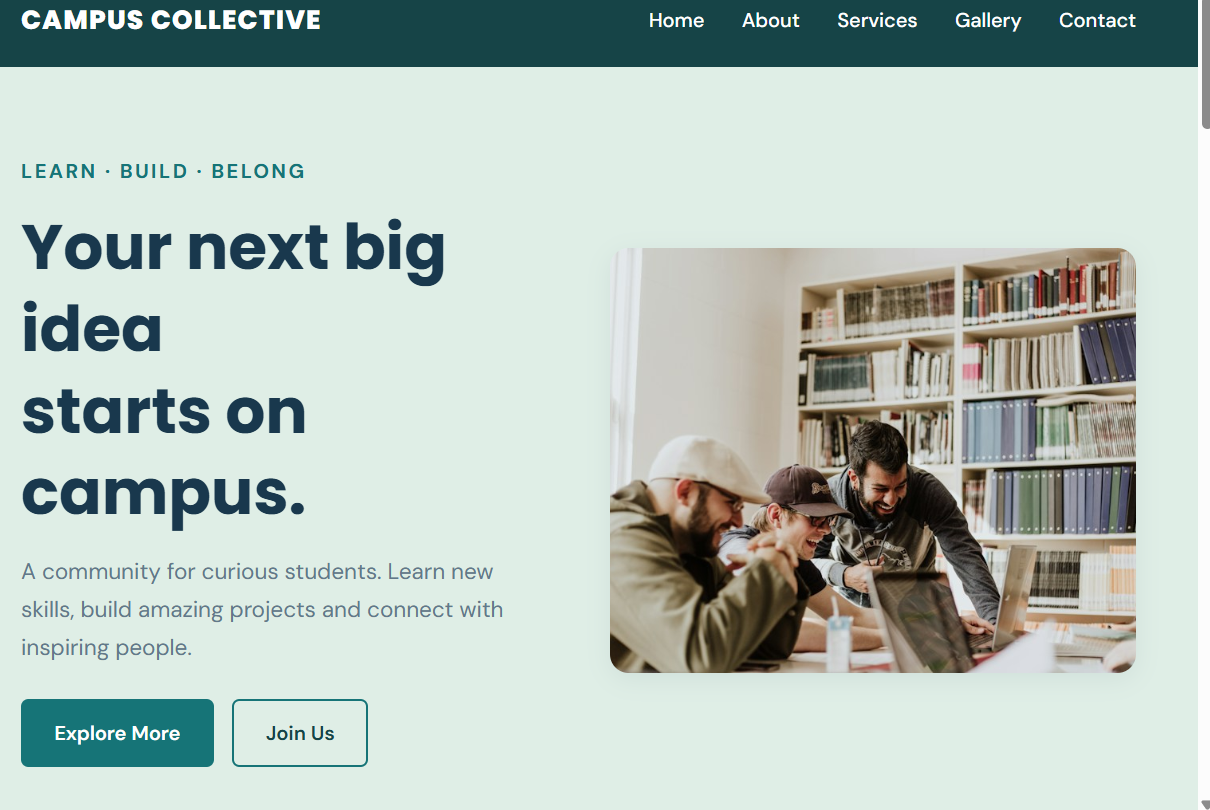 CAMPUS COLLECTIVE
Home About Services Gallery Contact
LEARN · BUILD · BELONG
Your next big
idea
starts on
campus.
A community for curious students. Learn new
skills, build amazing projects and connect with
inspiring people.
Explore More
Join Us